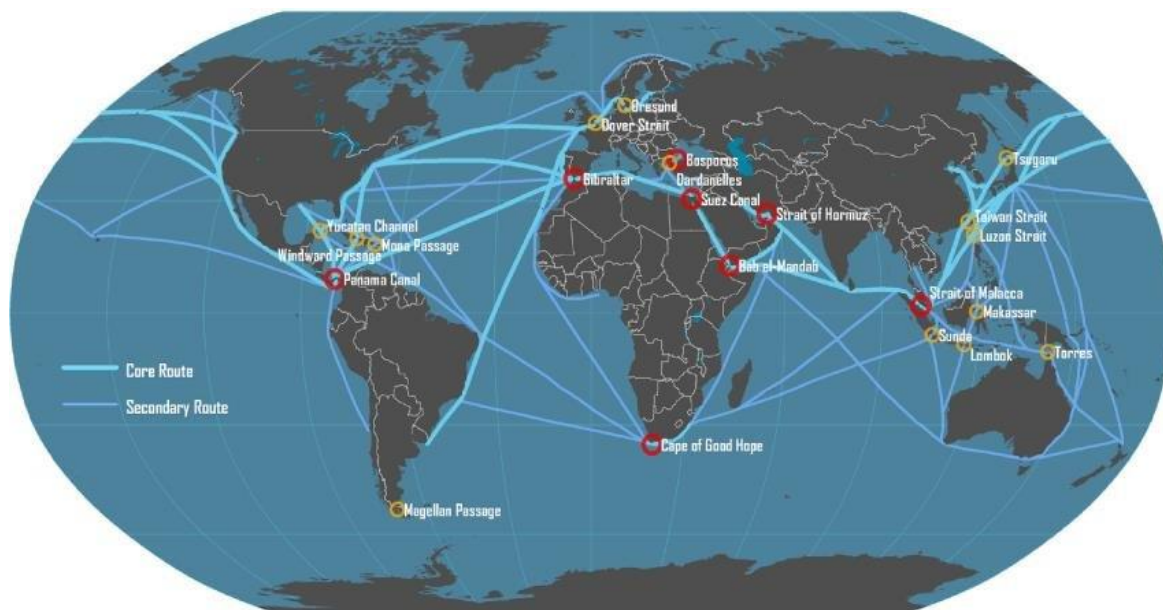 Oresund
Dover Strait
Bosporus
Tsugaru
Dardanelles
Gibraltar
Suez Canal
Strait of Hormuz
Taiwan Strait
Yucatan Channel
Luzon Strait
Mona Passage
Windward Passage
Bab el-Mandab
Panama Canal
Strait of Malacca
Makassar
Sunda
Lombok
Torres
Core Route
Secondary Route
Cape of Good Hope
Magellan Passage